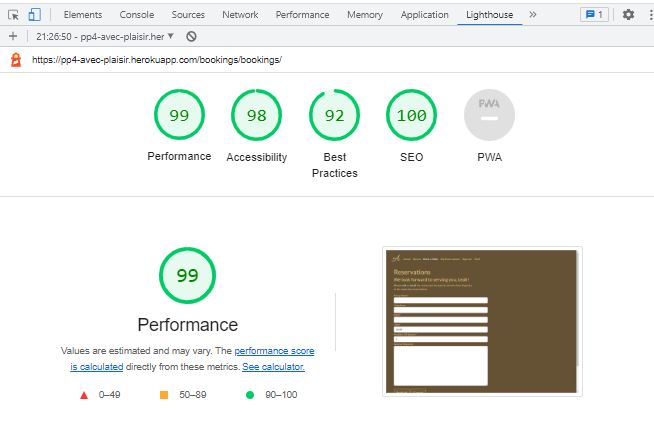 Elements Console Sources Network Performance Memory Application Lighthouse » 1
+ 21:26:50 - pp4-avec-plaisir.her ▼
https://pp4-avec-plaisir.herokuapp.com/bookings/bookings/
99 98 92 100 PWA
Performance Accessibility Best Practices SEO PWA
99
Performance
Values are estimated and may vary. The performance score
is calculated directly from these metrics. See calculator.
0–49 50–89 90–100
Reservations
We look forward to serving you, Leah!